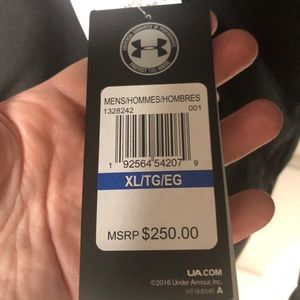 MENS/HOMMES/HOMBRES
1328242 001
1 92564 54207 9
XL/TG/EG
MSRP $250.00
UA.COM
©2016 Under Armour, Inc.